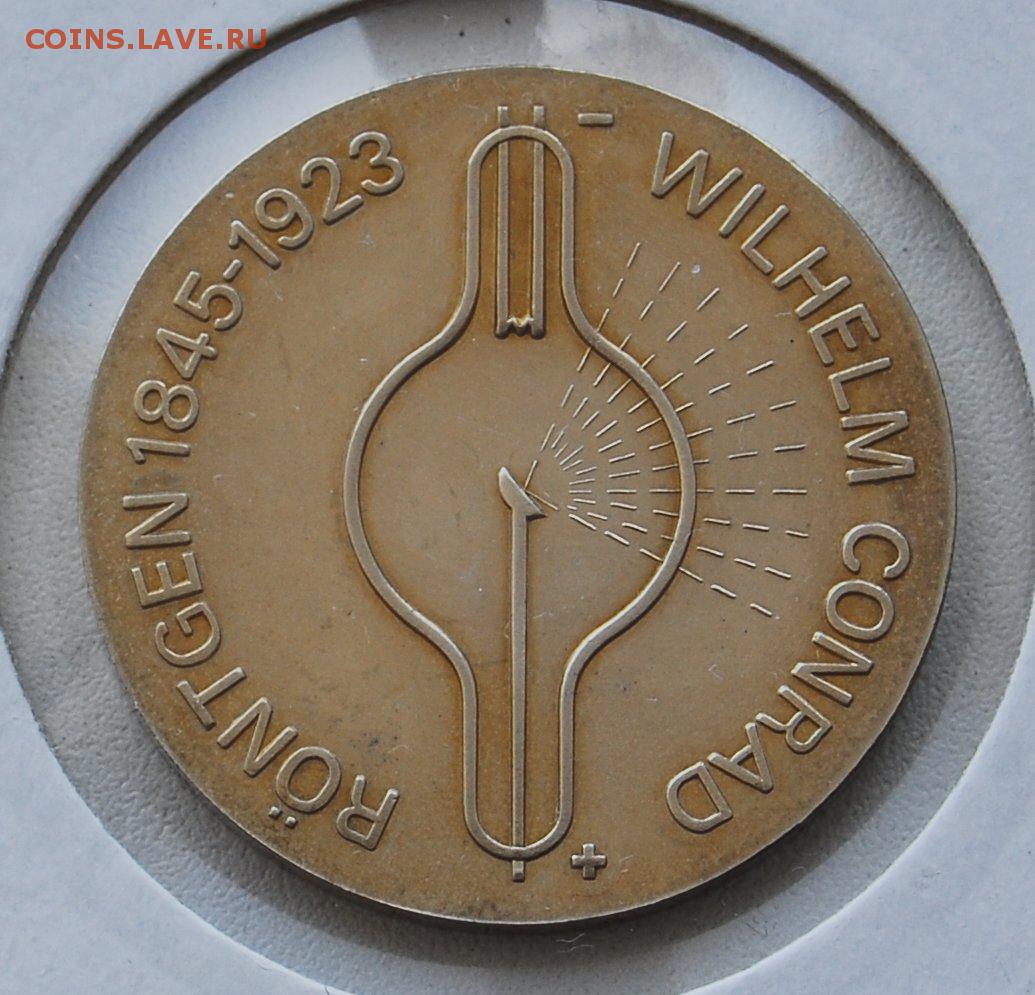 COINS.LAVE.RU
WILHELM CONRAD RÖNTGEN 1845-1923
-
+